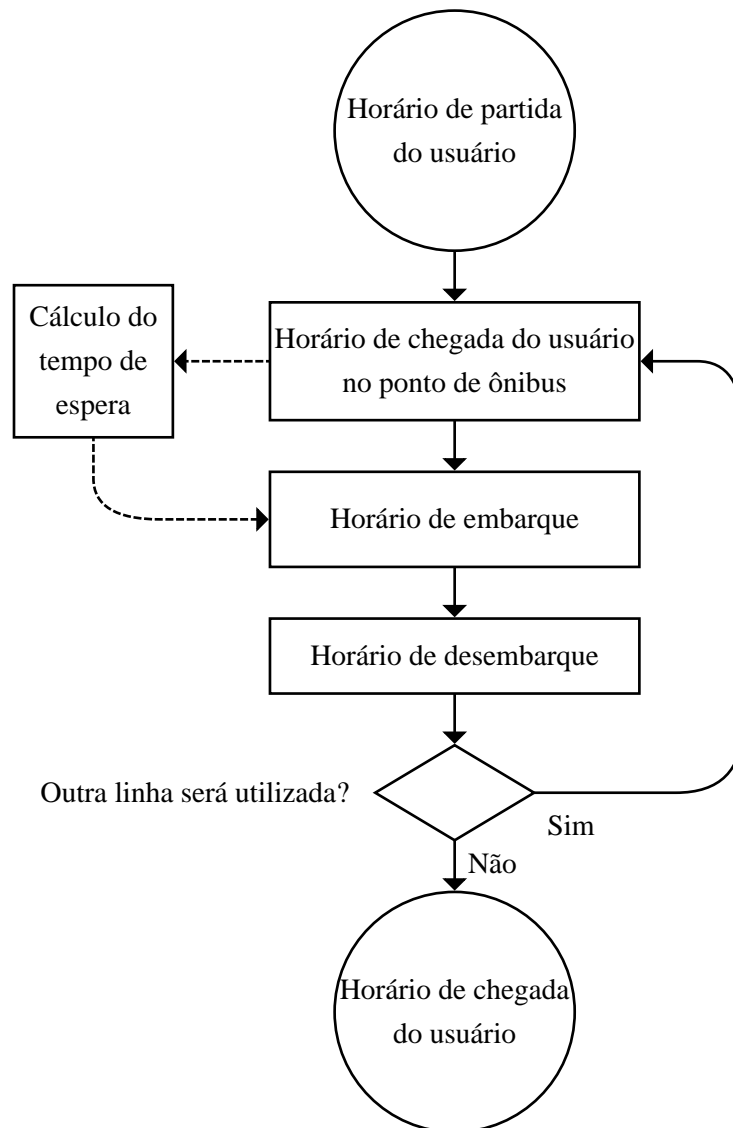 Horário de partida
do usuário
Cálculo do
tempo de
espera
Horário de chegada do usuário
no ponto de ônibus
Horário de embarque
Horário de desembarque
Outra linha será utilizada?
Sim
Não
Horário de chegada
do usuário